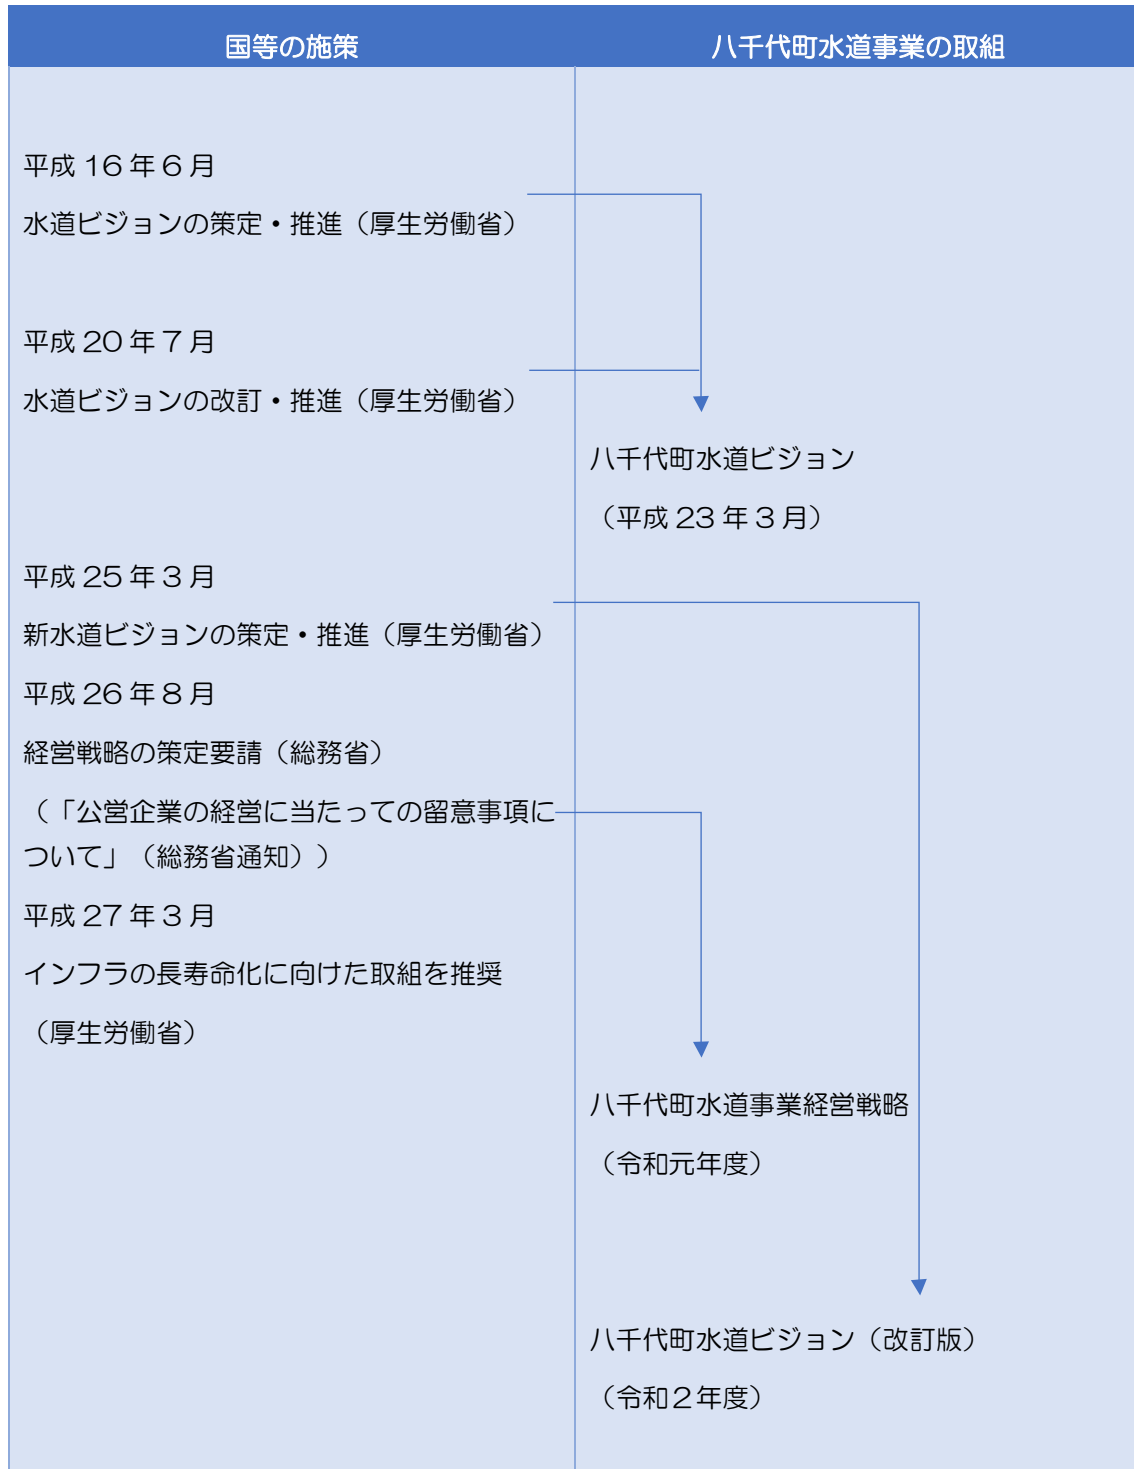 国等の施策
八千代町水道事業の取組
平成 16 年 6 月
水道ビジョンの策定・推進（厚生労働省）
平成 20 年 7 月
水道ビジョンの改訂・推進（厚生労働省）
八千代町水道ビジョン
（平成 23 年 3 月）
平成 25 年 3 月
新水道ビジョンの策定・推進（厚生労働省）
平成 26 年 8 月
経営戦略の策定要請（総務省）
（「公営企業の経営に当たっての留意事項に
ついて」（総務省通知））
平成 27 年 3 月
インフラの長寿命化に向けた取組を推奨
（厚生労働省）
八千代町水道事業経営戦略
（令和元年度）
八千代町水道ビジョン（改訂版）
（令和２年度）